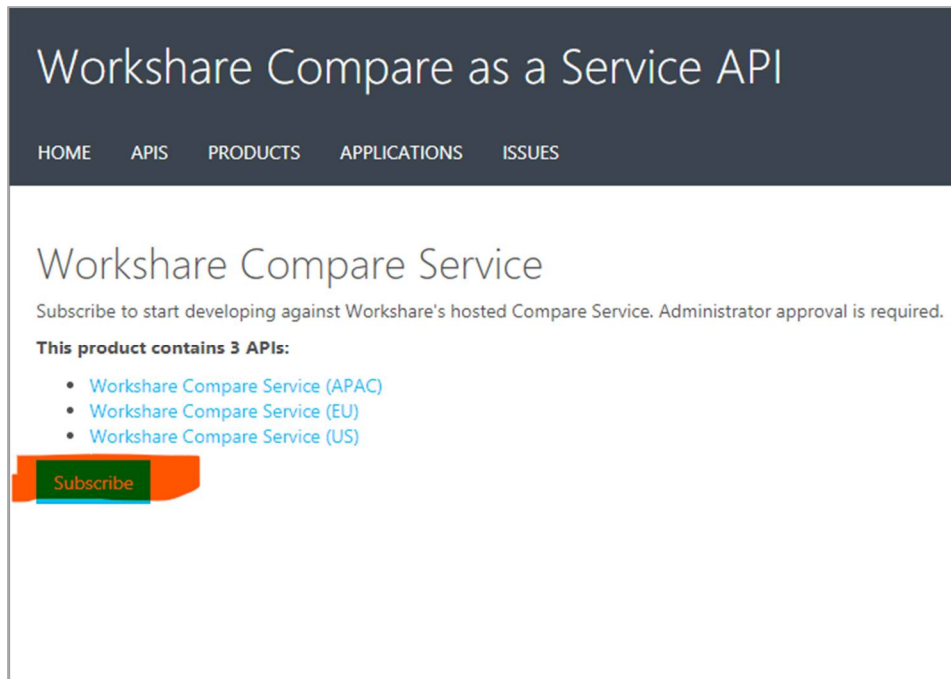 Workshare Compare as a Service API
HOME APIS PRODUCTS APPLICATIONS ISSUES
Workshare Compare Service
Subscribe to start developing against Workshare's hosted Compare Service. Administrator approval is required.
This product contains 3 APIs:
Workshare Compare Service (APAC)
Workshare Compare Service (EU)
Workshare Compare Service (US)
Subscribe